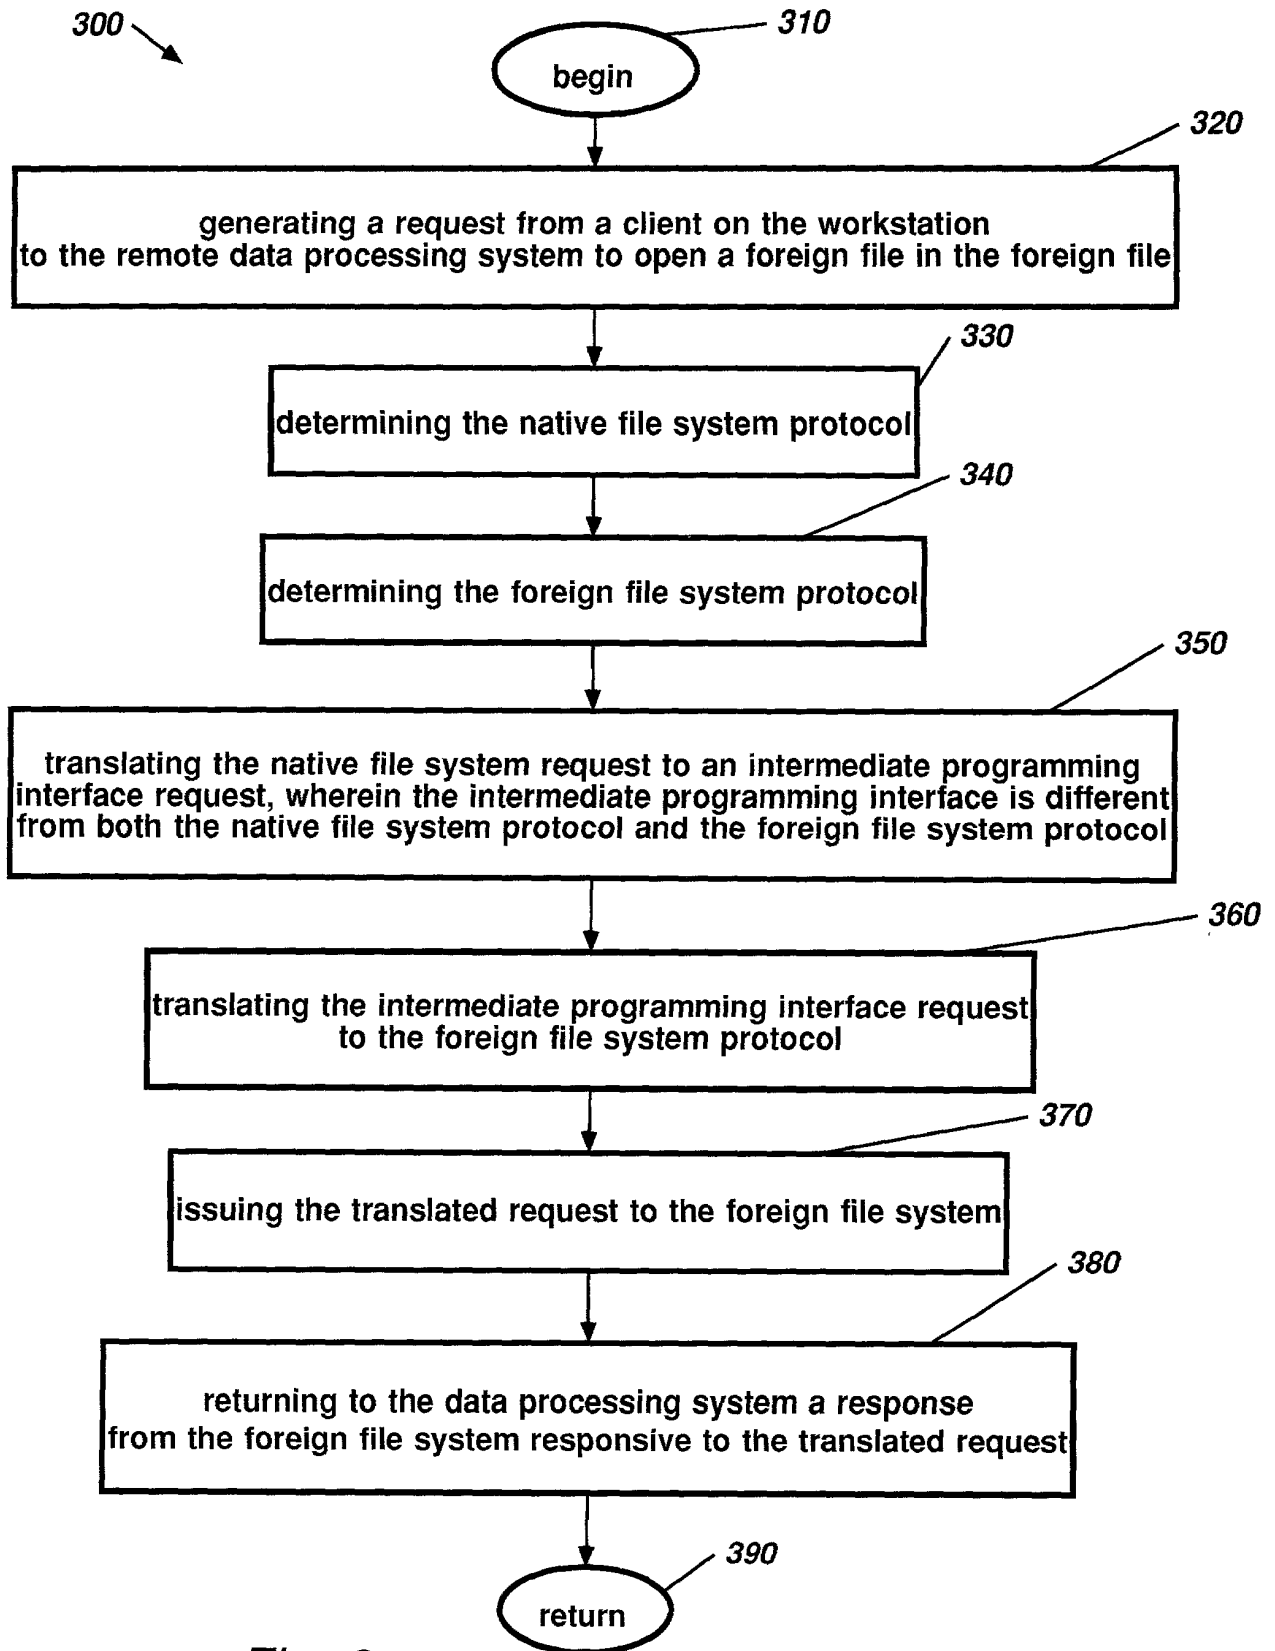 300
310
begin
320
generating a request from a client on the workstation
to the remote data processing system to open a foreign file in the foreign file
330
determining the native file system protocol
340
determining the foreign file system protocol
350
translating the native file system request to an intermediate programming
interface request, wherein the intermediate programming interface is different
from both the native file system protocol and the foreign file system protocol
360
translating the intermediate programming interface request
to the foreign file system protocol
370
issuing the translated request to the foreign file system
380
returning to the data processing system a response
from the foreign file system responsive to the translated request
390
return